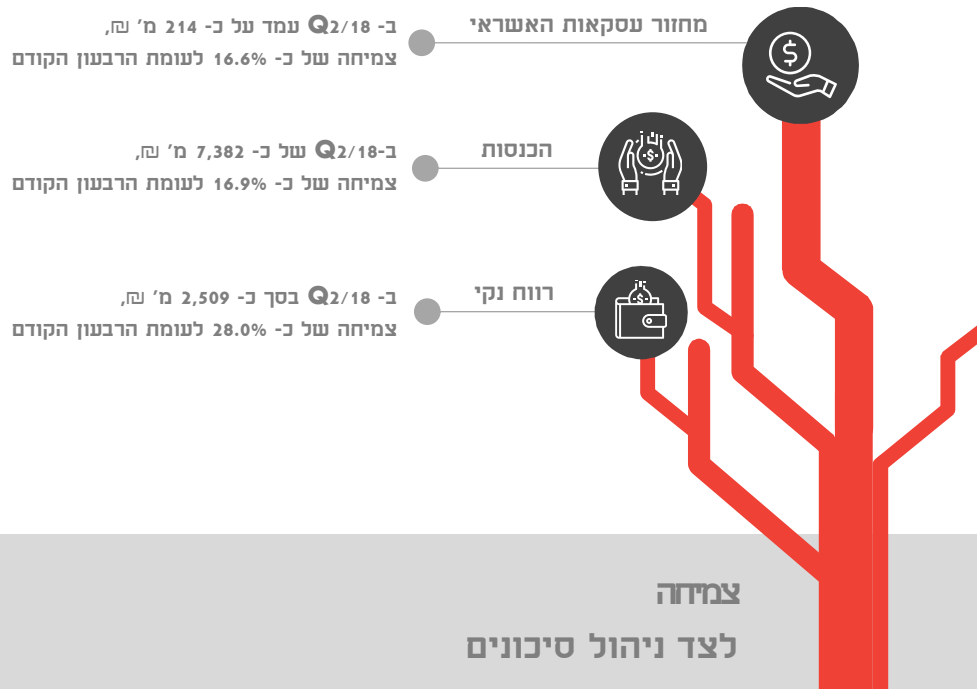 מחזור עסקאות האשראי
ב- Q2/18 עמד על כ- 214 מ' ₪,
צמיחה של כ- 16.6% לעומת הרבעון הקודם
הכנסות
ב-Q2/18 של כ- 7,382 מ' ₪,
צמיחה של כ- 16.9% לעומת הרבעון הקודם
רווח נקי
ב- Q2/18 בסך כ- 2,509 מ' ₪,
צמיחה של כ- 28.0% לעומת הרבעון הקודם
צמיחה
לצד ניהול סיכונים